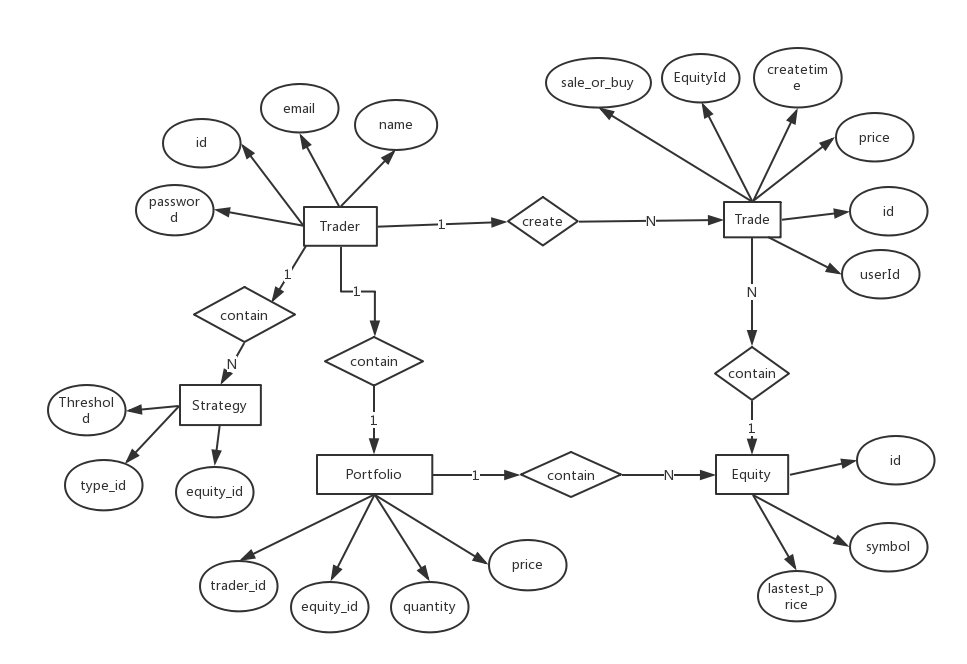 sale_or_buy
EquityId
createtim
e
email
name
id
price
passwor
d
Trader
1
create
N
Trade
id
userId
1
contain
1
contain
N
contain
N
Threshol
d
Strategy
1
1
type_id
equity_id
Portfolio
1
contain
N
Equity
id
trader_id
equity_id
quantity
price
symbol
lastest_p
rice